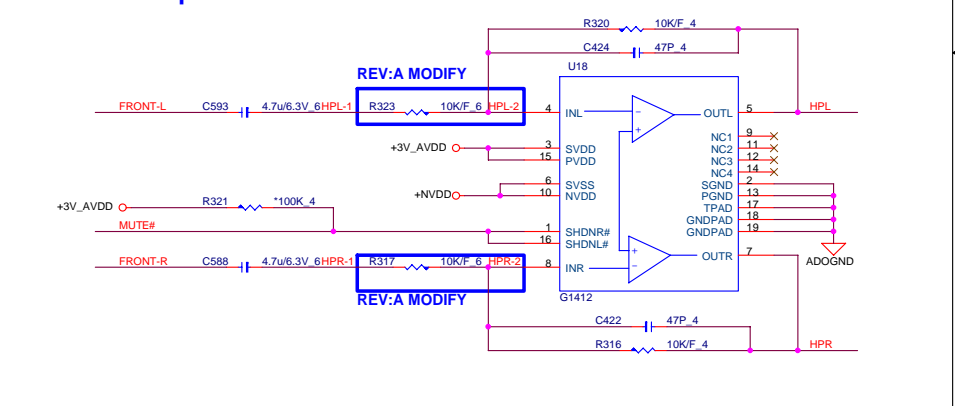 R320 10K/F_4
C424 47P_4
U18
REV:A MODIFY
FRONT-L C593 4.7u/6.3V_6 HPL-1 R323 10K/F_6 HPL-2 4 INL OUTL 5 HPL
NC1 9
+3V_AVDD 3 SVDD NC2 11
15 PVDD NC3 12
NC4 14
6 SVSS SGND 2
+NVDD 10 NVDD PGND 13
+3V_AVDD R321 *100K_4 TPAD 17
GNDPAD 18
MUTE# 1 SHDNR# GNDPAD 19
16 SHDNL#
OUTR 7
ADOGND
FRONT-R C588 4.7u/6.3V_6 HPR-1 R317 10K/F_6 HPR-2 8 INR
REV:A MODIFY
G1412
C422 47P_4
R316 10K/F_4 HPR